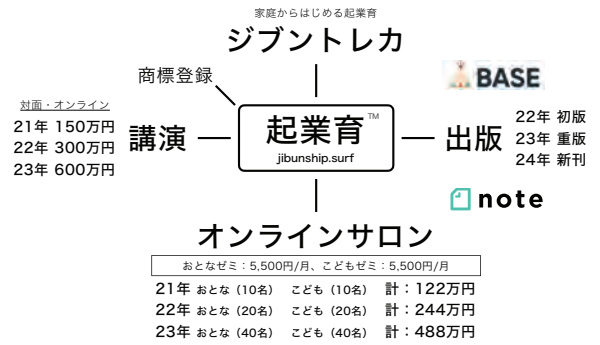 家庭からはじめる起業育
ジブントレカ
商標登録
BASE
対面・オンライン
21年 150万円
22年 300万円
23年 600万円
講演
起業育™
jibunship.surf
出版
22年 初版
23年 重版
24年 新刊
note
オンラインサロン
おとなゼミ：5,500円/月、こどもゼミ：5,500円/月
21年 おとな（10名） こども（10名） 計：122万円
22年 おとな（20名） こども（20名） 計：244万円
23年 おとな（40名） こども（40名） 計：488万円